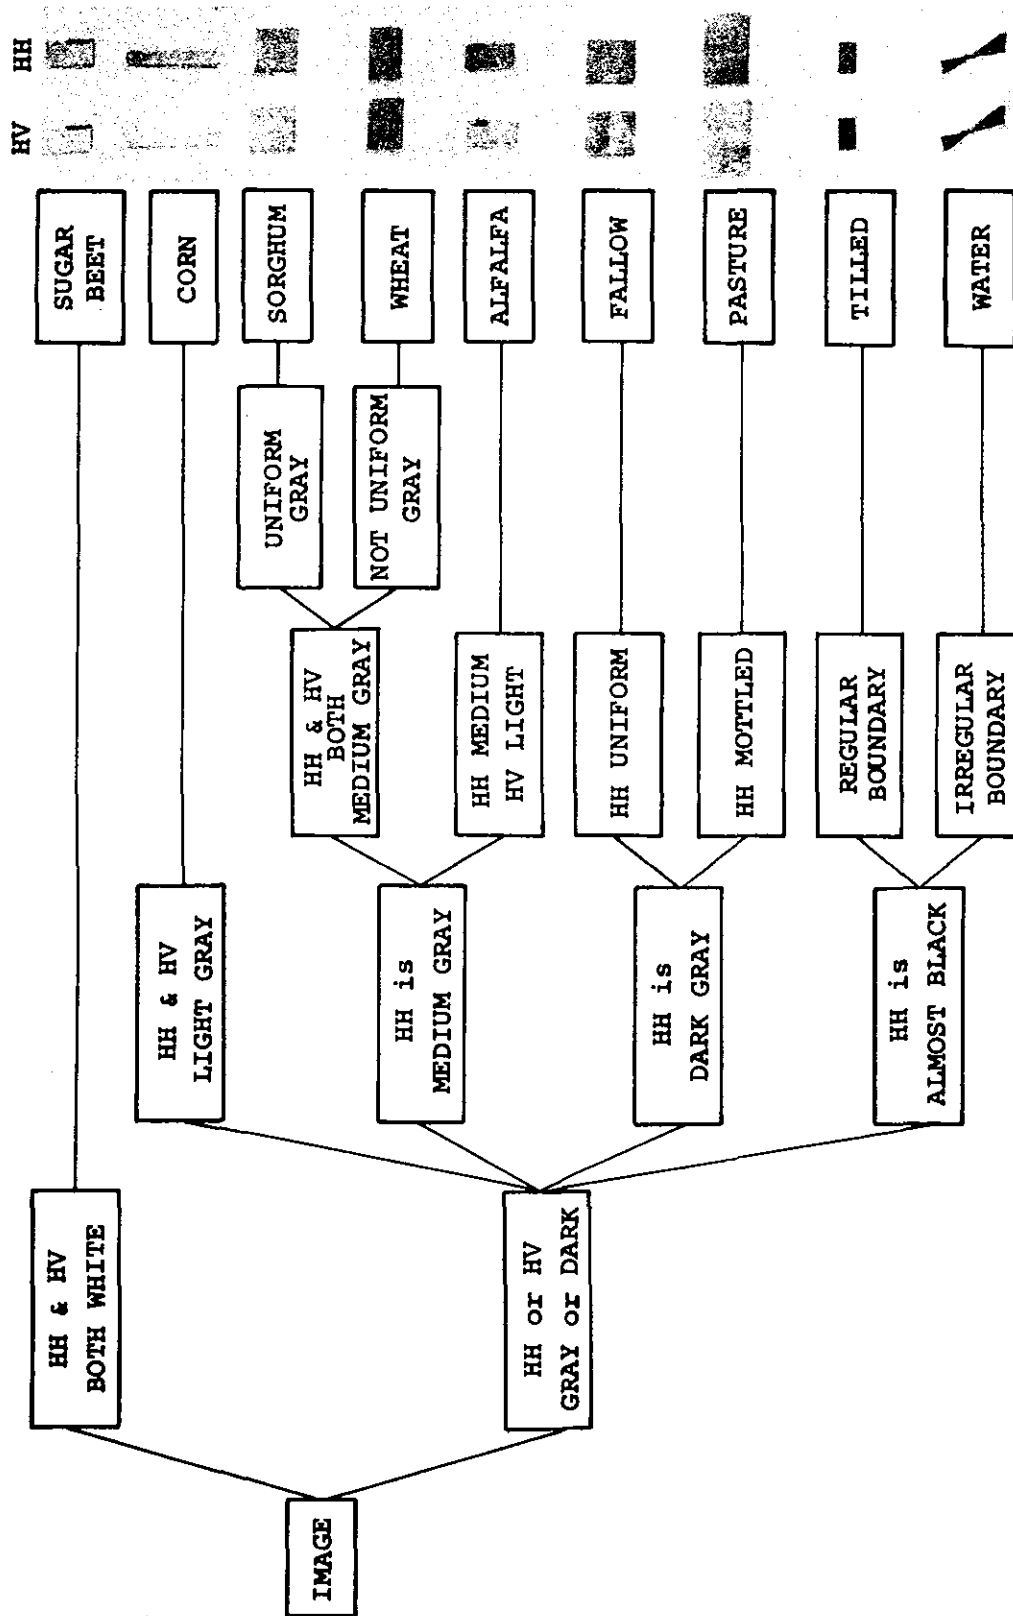 IMAGE
HH & HV
BOTH WHITE
HH or HV
GRAY or DARK
HH & HV
LIGHT GRAY
HH is
MEDIUM GRAY
HH is
DARK GRAY
HH is
ALMOST BLACK
HH & HV
BOTH
MEDIUM GRAY
HH MEDIUM
HV LIGHT
HH UNIFORM
HH MOTTLED
REGULAR
BOUNDARY
IRREGULAR
BOUNDARY
UNIFORM
GRAY
NOT UNIFORM
GRAY
SUGAR
BEET
CORN
SORGHUM
WHEAT
ALFALFA
FALLOW
PASTURE
TILLED
WATER
HV
HH